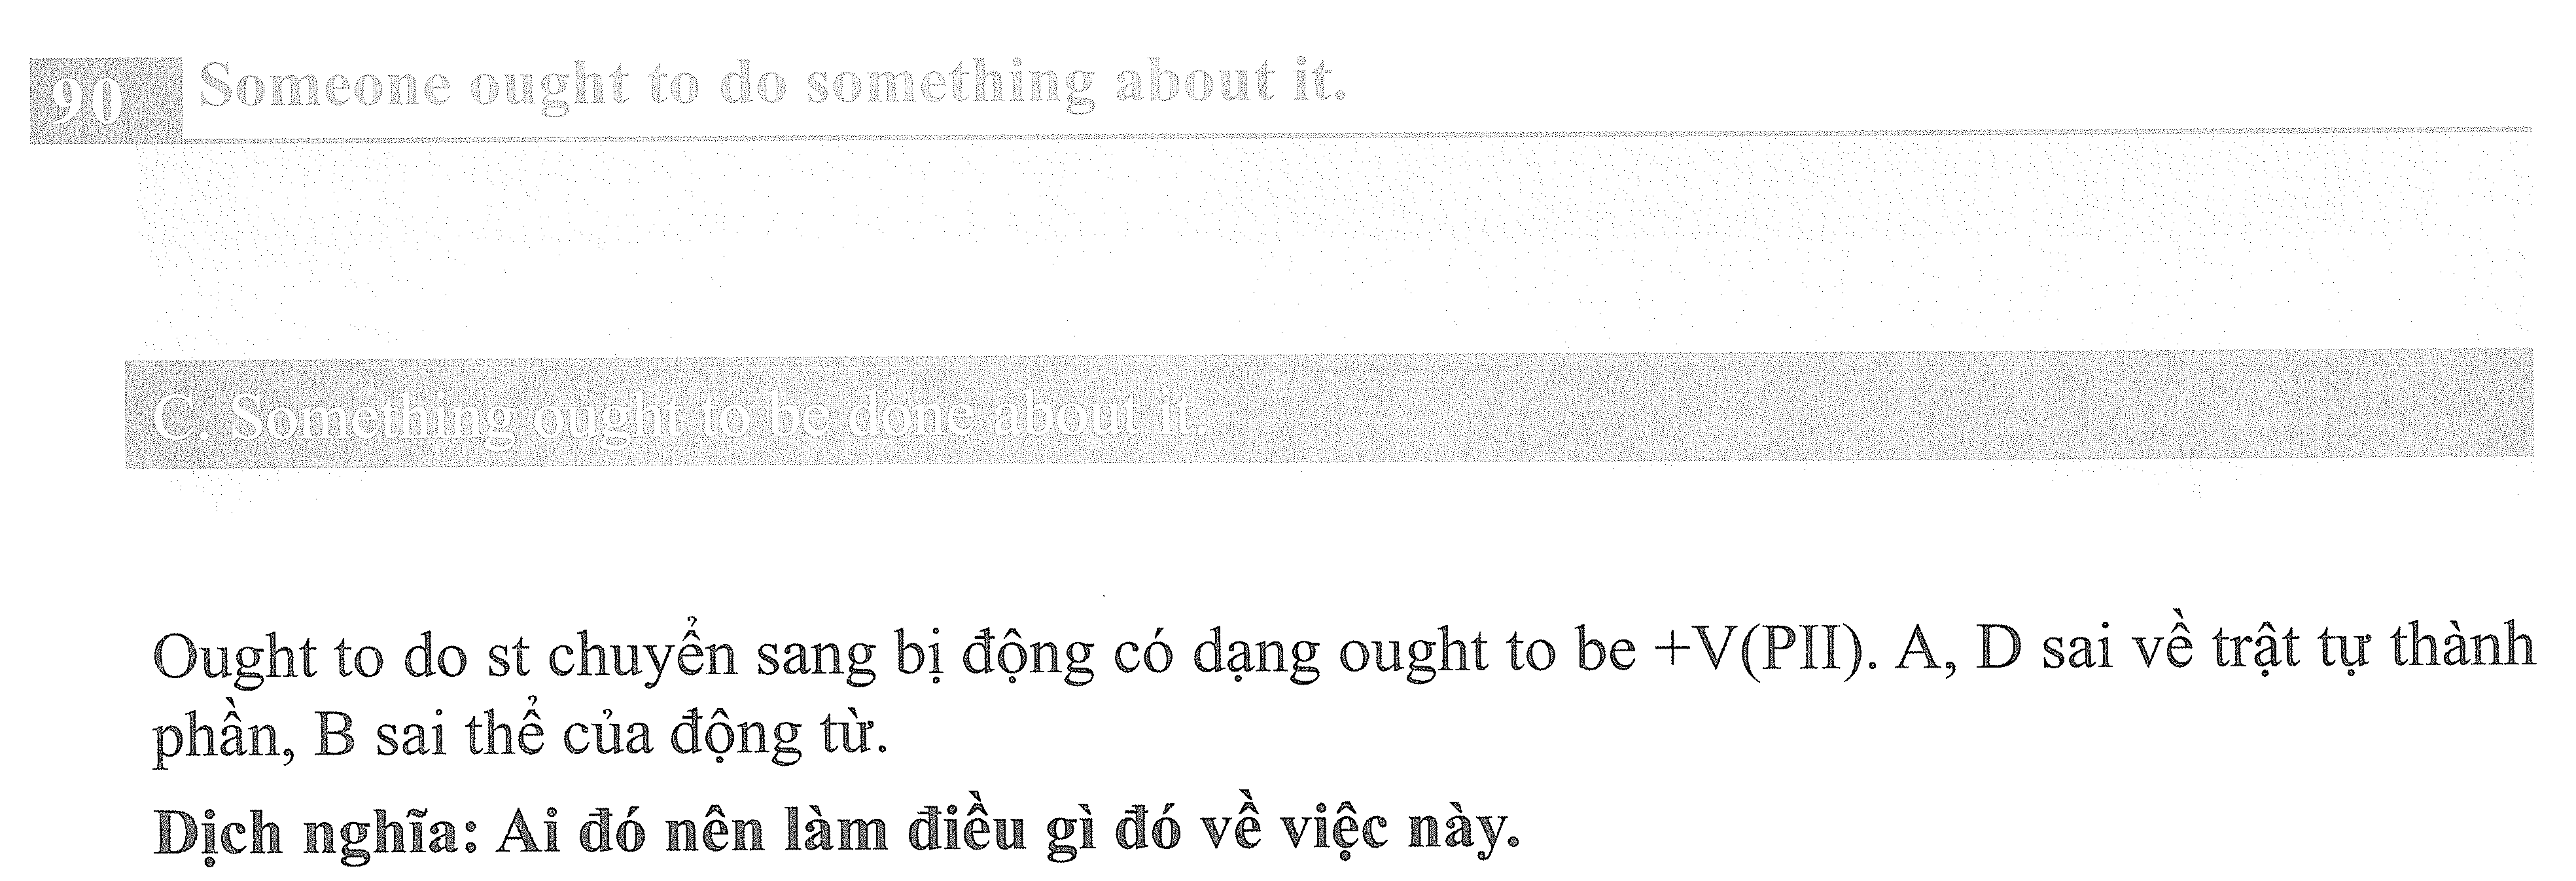 90 Someone ought to do something about it.
C. Something ought to be done about it.
Ought to do st chuyển sang bị động có dạng ought to be +V(PII). A, D sai về trật tự thành
phần, B sai thể của động từ.
Dịch nghĩa: Ai đó nên làm điều gì đó về việc này.